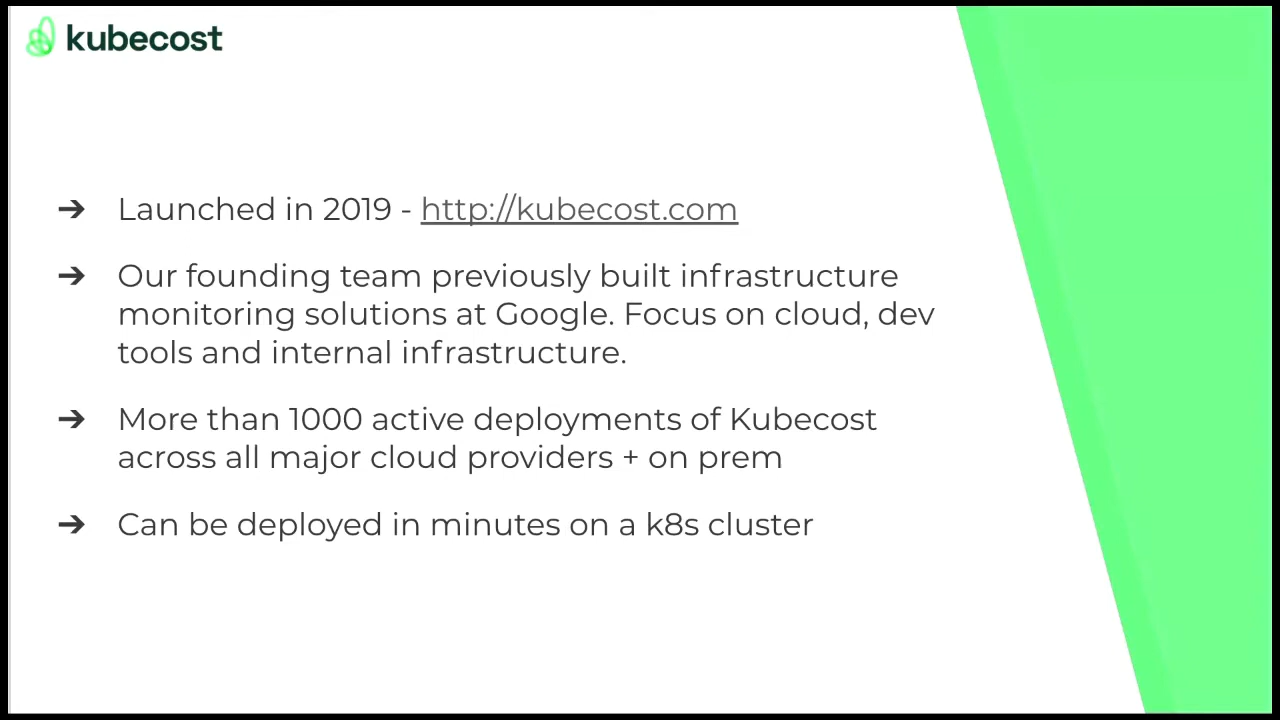 kubecost
➔ Launched in 2019 - http://kubecost.com
➔ Our founding team previously built infrastructure
monitoring solutions at Google. Focus on cloud, dev
tools and internal infrastructure.
➔ More than 1000 active deployments of Kubecost
across all major cloud providers + on prem
➔ Can be deployed in minutes on a k8s cluster